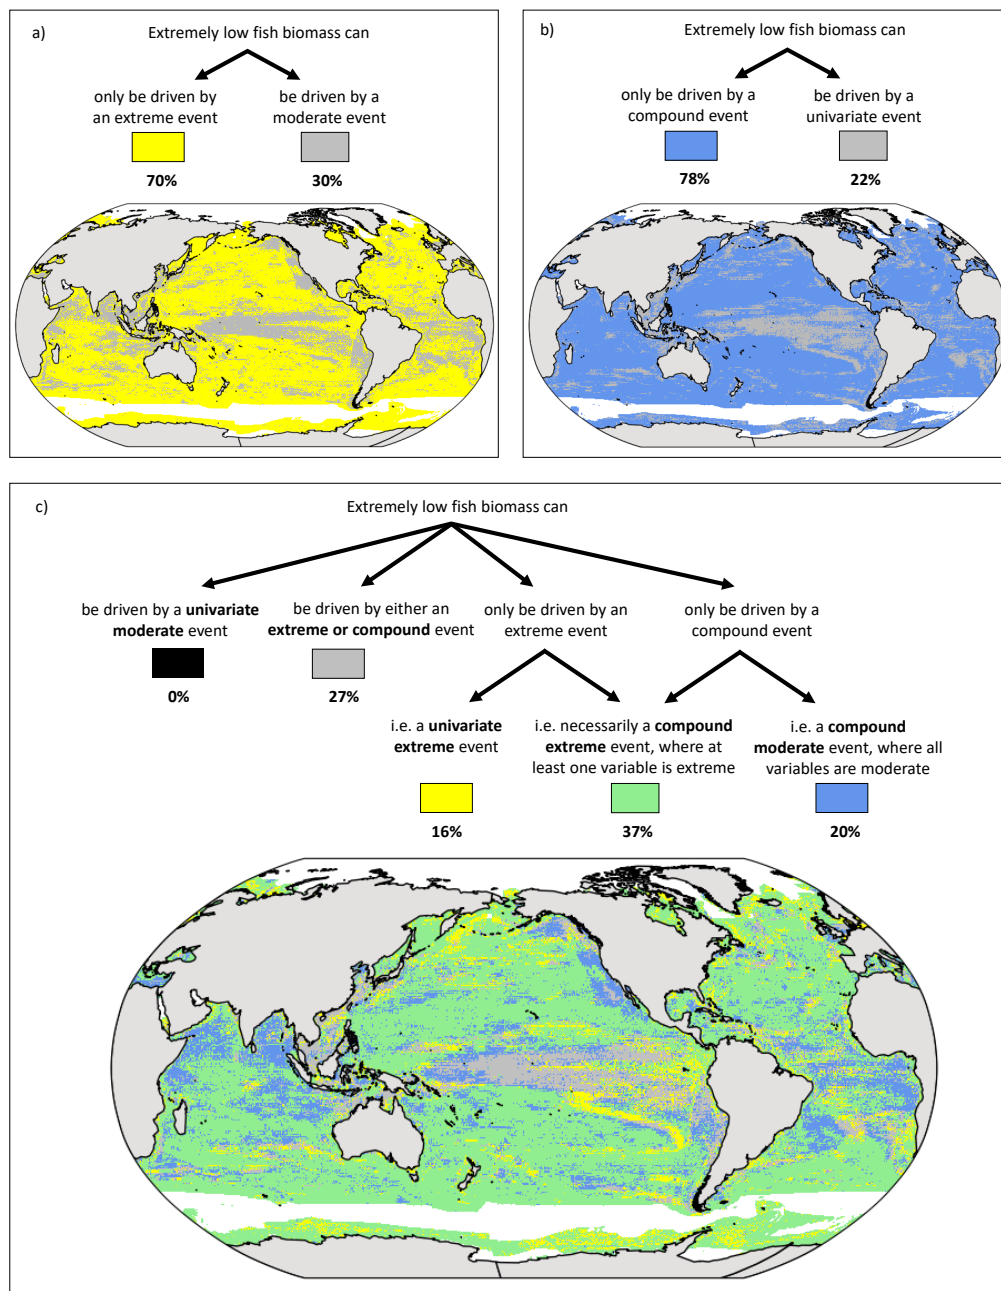 a)
Extremely low fish biomass can
only be driven by
an extreme event
70%
be driven by a
moderate event
30%
b)
Extremely low fish biomass can
only be driven by a
compound event
78%
be driven by a
univariate event
22%
c)
Extremely low fish biomass can
be driven by a univariate
moderate event
0%
be driven by either an
extreme or compound event
27%
only be driven by an
extreme event
only be driven by a
compound event
i.e. a univariate
extreme event
16%
i.e. necessarily a compound
extreme event, where at
least one variable is extreme
37%
i.e. a compound
moderate event, where all
variables are moderate
20%